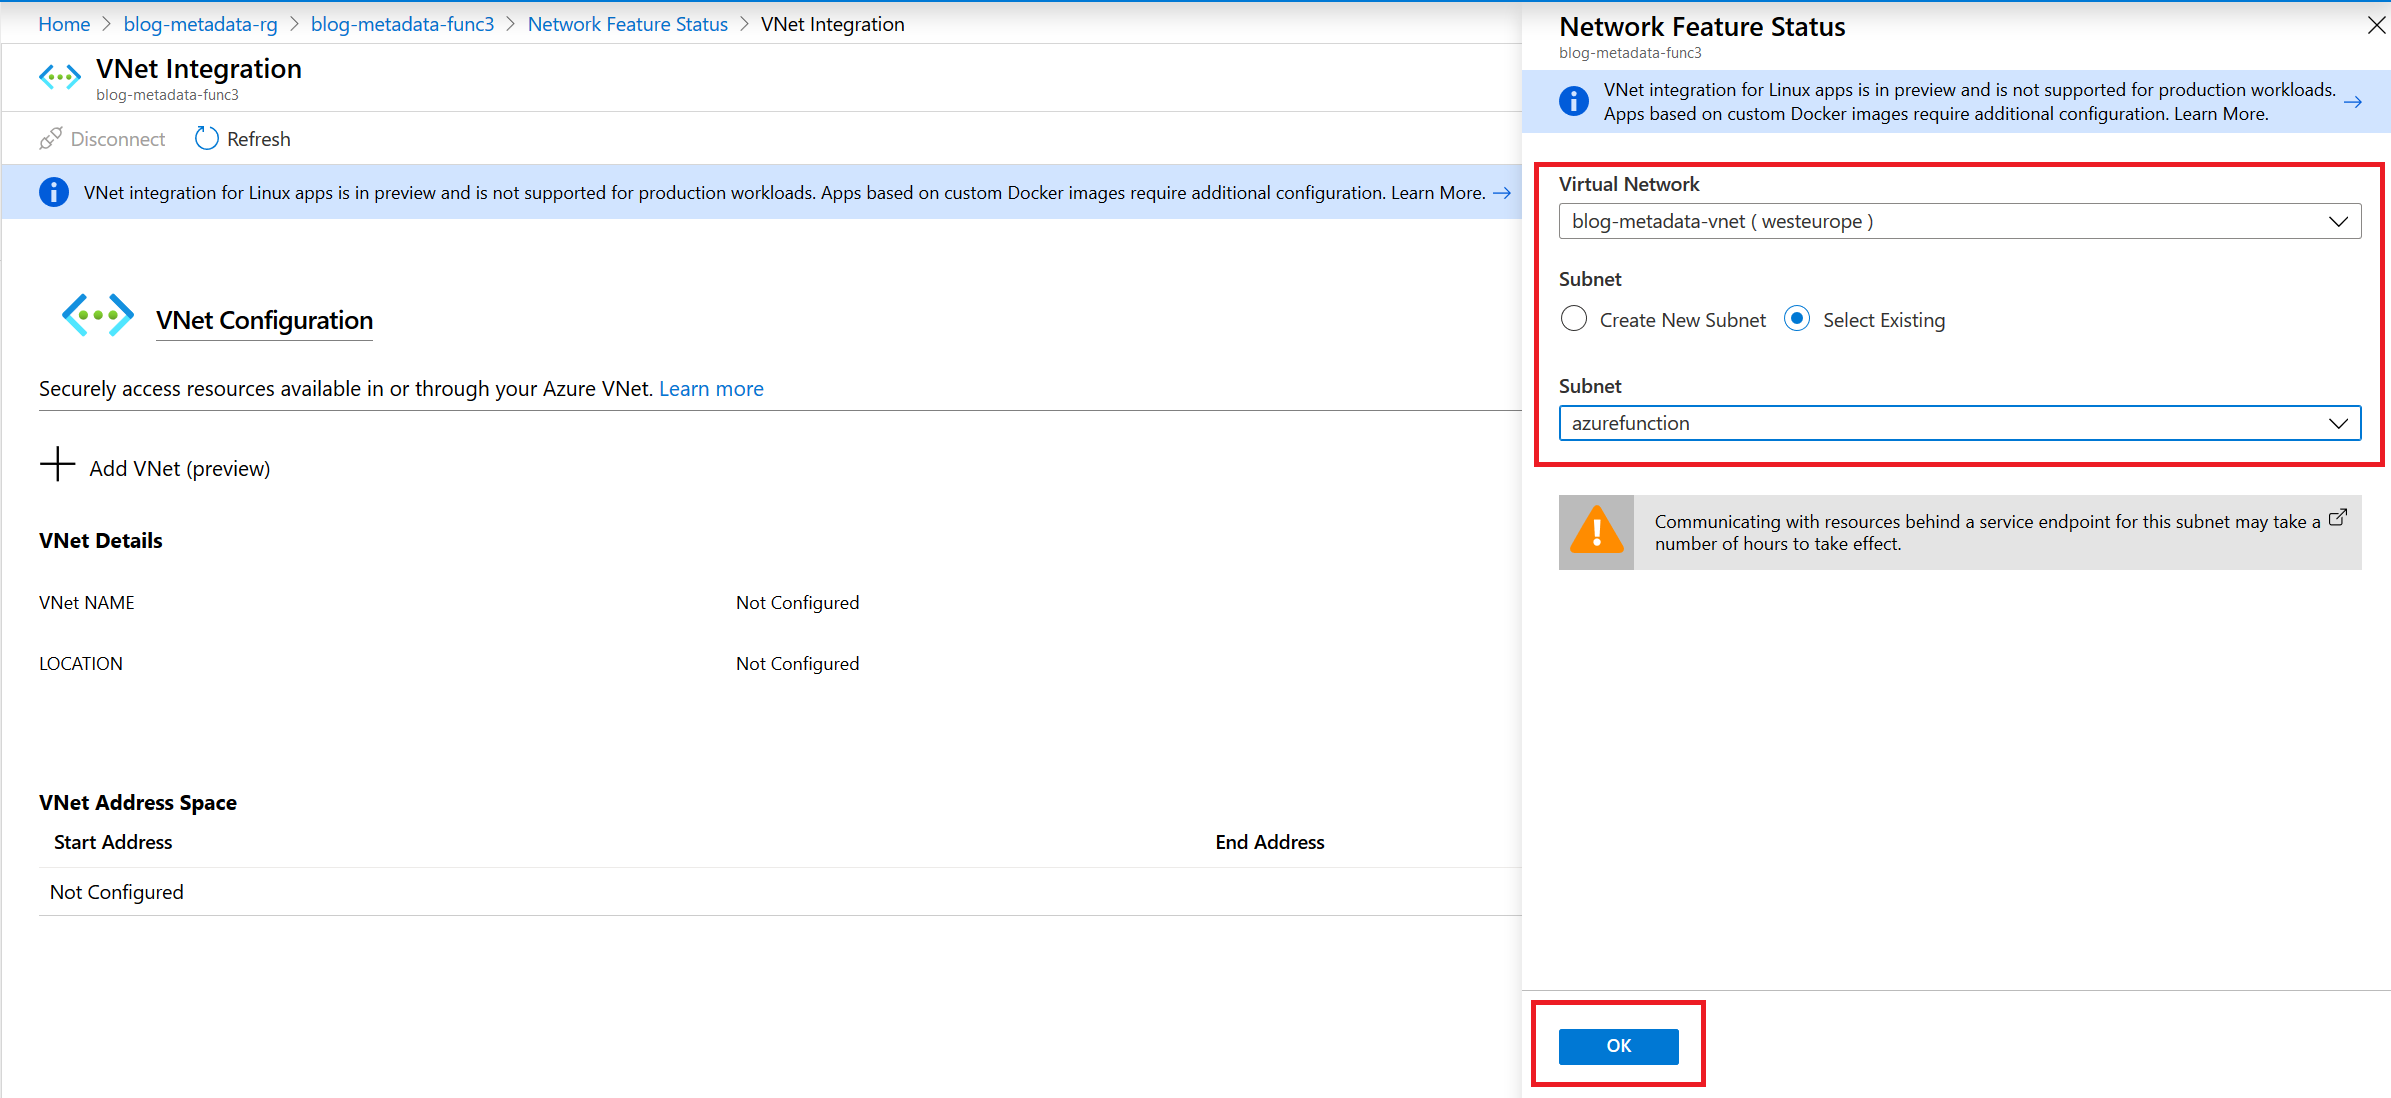 Home > blog-metadata-rg > blog-metadata-func3 > Network Feature Status > VNet Integration
VNet Integration
blog-metadata-func3
Disconnect Refresh
VNet integration for Linux apps is in preview and is not supported for production workloads. Apps based on custom Docker images require additional configuration. Learn More. →
VNet Configuration
Securely access resources available in or through your Azure VNet. Learn more
Add VNet (preview)
VNet Details
VNet NAME Not Configured
LOCATION Not Configured
VNet Address Space
Start Address End Address
Not Configured
Network Feature Status
blog-metadata-func3
VNet integration for Linux apps is in preview and is not supported for production workloads.
Apps based on custom Docker images require additional configuration. Learn More. →
Virtual Network
blog-metadata-vnet ( westeurope )
Subnet
Create New Subnet Select Existing
Subnet
azurefunction
Communicating with resources behind a service endpoint for this subnet may take a
number of hours to take effect.
OK